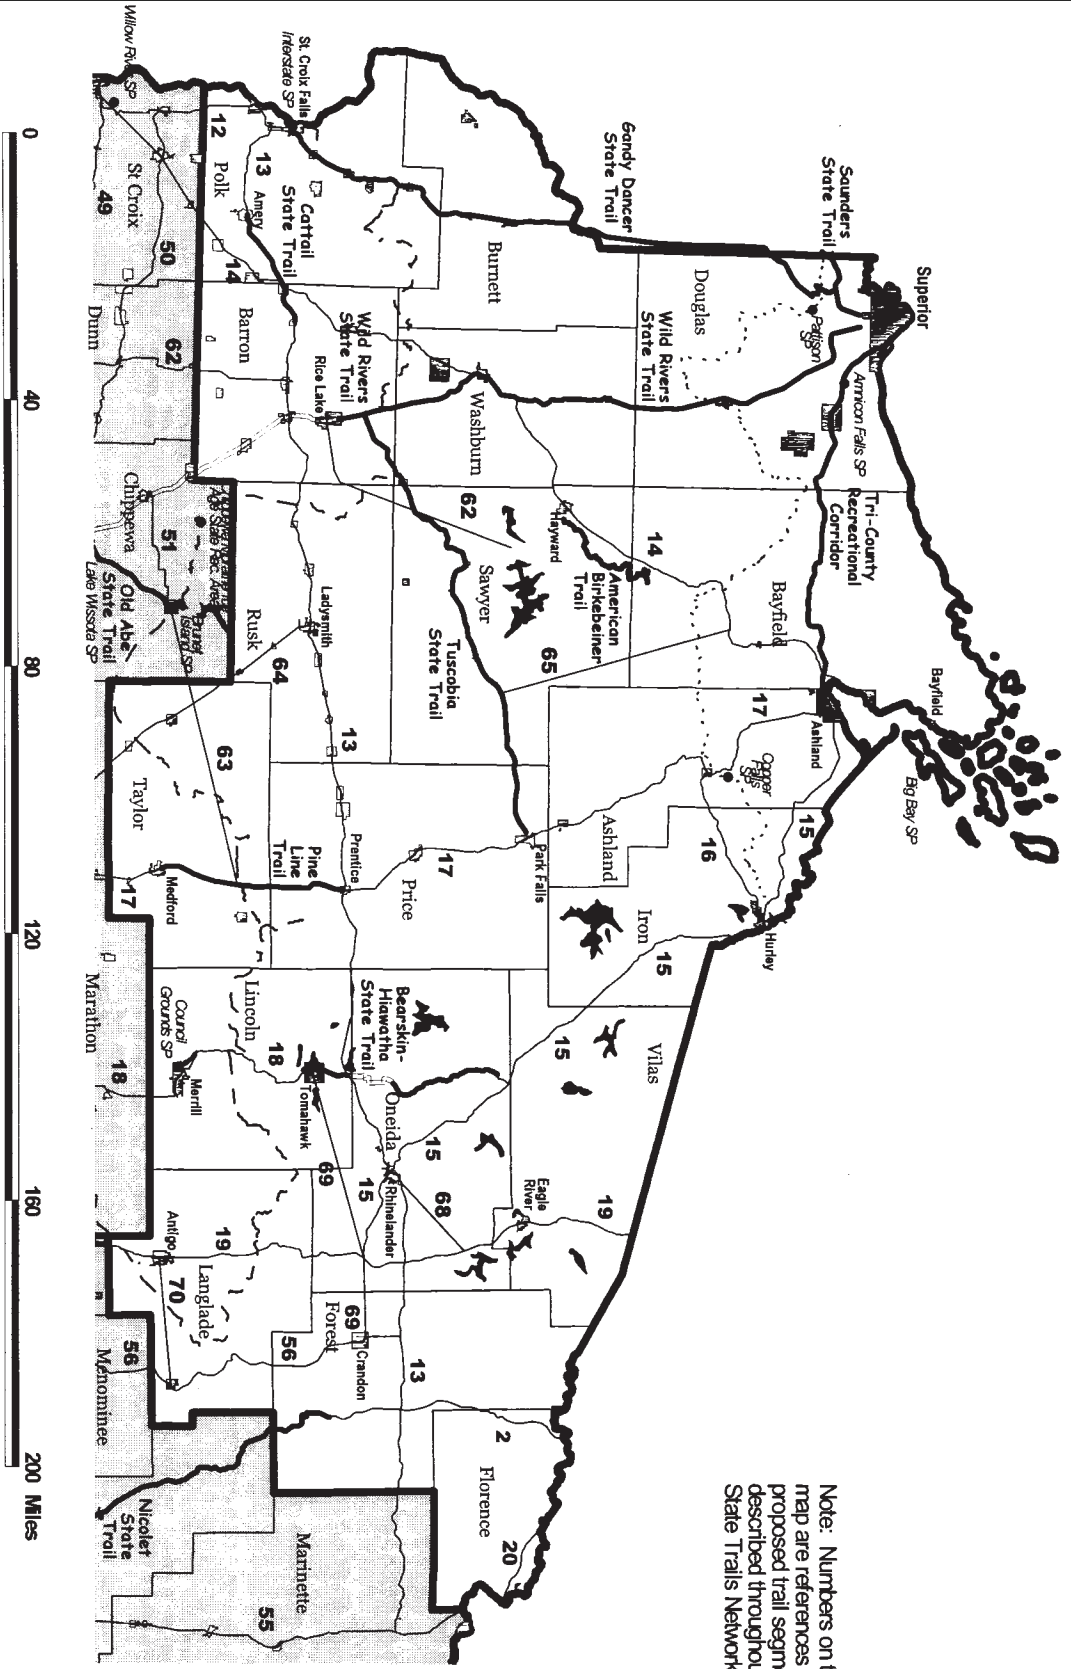 Note: Numbers on t
map are references
proposed trail segm
described throughou
State Trails Network
Superior
Saunders
State Trail
Gandy Dancer
State Trail
St. Croix Falls
Interstate SP
Willow River SP
4
Douglas
Pattison
SP
Amnicon Falls SP
Tri-County
Recreational
Corridor
Wild Rivers
State Trail
Burnett
Washburn
Wild Rivers
State Trail
Cattail
State Trail
12
Polk
13
Amery
14
Barron
Rice Lake
St Croix
49
50
Dunn
62
Chippewa
51
Old Abe
State Trail
Lake Wissota SP
Brunet
Island SP
62
Hayward
14
American
Birkebeiner
Trail
Sawyer
65
Tuscobia
State Trail
Bayfield
Bayfield
Big Bay SP
Ashland
17
Copper
Falls
SP
15
16
Hurley
Ashland
Iron
15
Park Falls
17
Price
Prentice
Pine
Line
Trail
Ladysmith
Rusk
64
13
63
Taylor
Medford
17
Marathon
18
Council
Grounds SP
Merrill
Lincoln
18
Tomahawk
Bearskin-
Hiawatha
State Trail
Oneida
15
15
Rhinelander
68
69
15
Vilas
Eagle
River
19
Antigo
19
Langlade
70
56
Menominee
Forest
69
Crandon
56
13
2
Florence
20
Marinette
55
Nicolet
State
Trail
0
40
80
120
160
200 Miles